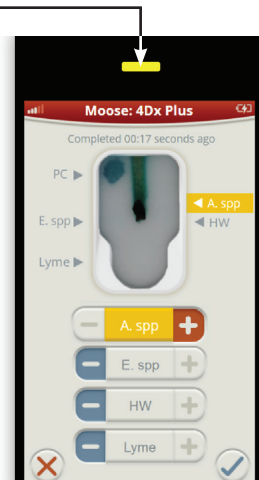 Moose: 4Dx Plus
Completed 00:17 seconds ago
PC
A. spp
E. spp
HW
Lyme
A. spp
E. spp
HW
Lyme